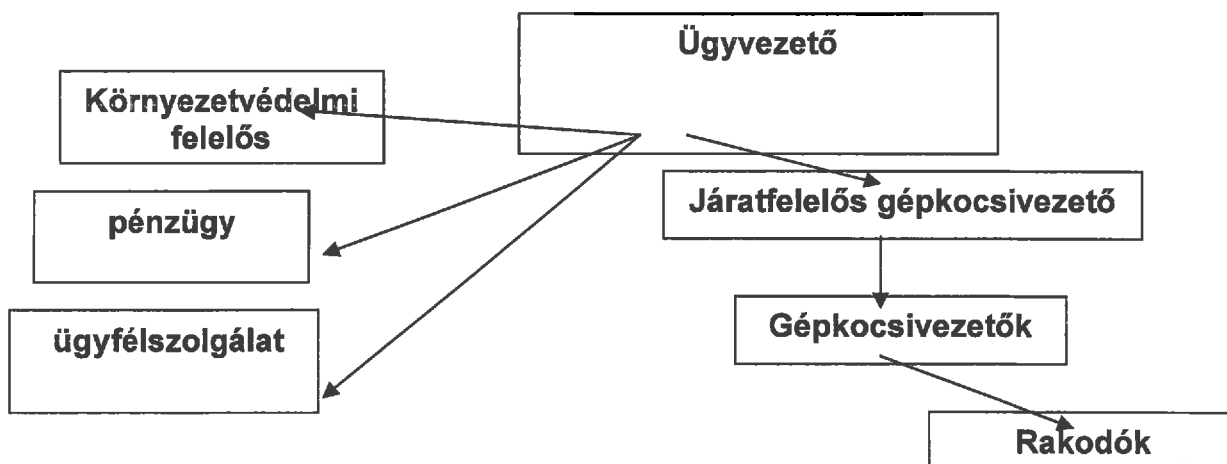 Ügyvezető
Környezetvédelmi
felelős
Járatfelelős gépkocsivezető
pénzügy
Gépkocsivezetők
ügyfélszolgálat
Rakodók